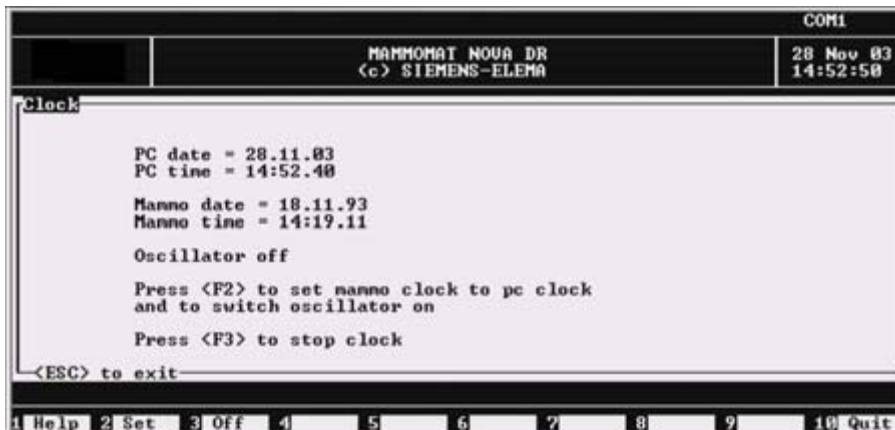 COM1
MAMMOMAT NOVA DR
(c) SIEMENS-ELEMA
28 Nov 03
14:52:50
Clock
PC date = 28.11.03
PC time = 14:52.40
Mammo date = 18.11.93
Mammo time = 14:19.11
Oscillator off
Press <F2> to set mammo clock to pc clock
and to switch oscillator on
Press <F3> to stop clock
<ESC> to exit
1 Help 2 Set 3 Off 4 5 6 7 8 9 10 Quit